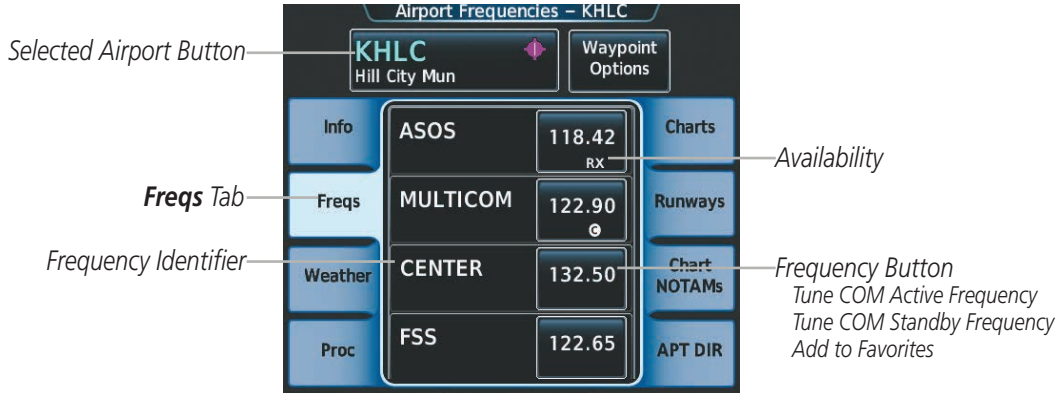 Airport Frequencies – KHLC
Selected Airport Button
KHLC
Hill City Mun
Waypoint
Options
Info
ASOS
118.42
RX
Charts
Availability
Freqs Tab
Freqs
MULTICOM
122.90
C
Runways
Frequency Identifier
Weather
CENTER
132.50
Chart
NOTAMs
Frequency Button
Tune COM Active Frequency
Tune COM Standby Frequency
Add to Favorites
Proc
FSS
122.65
APT DIR